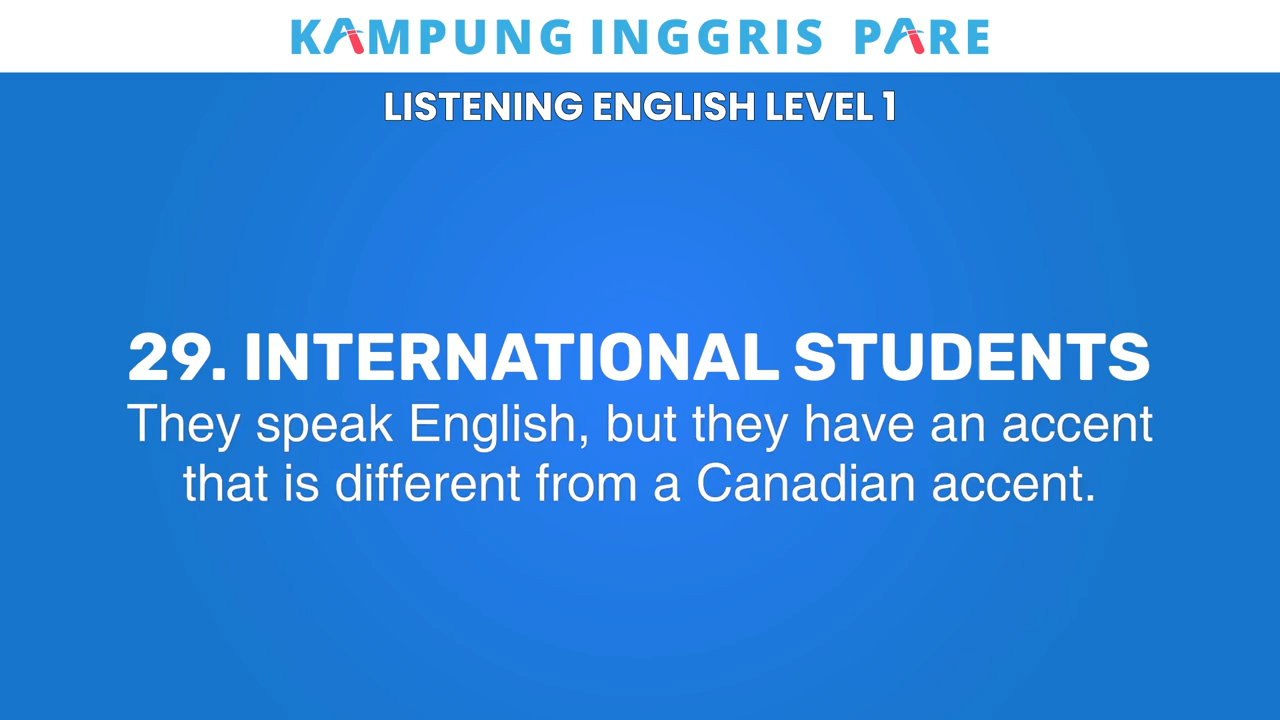 KAMPUNG INGGRIS PARE
LISTENING ENGLISH LEVEL 1
29. INTERNATIONAL STUDENTS
They speak English, but they have an accent
that is different from a Canadian accent.